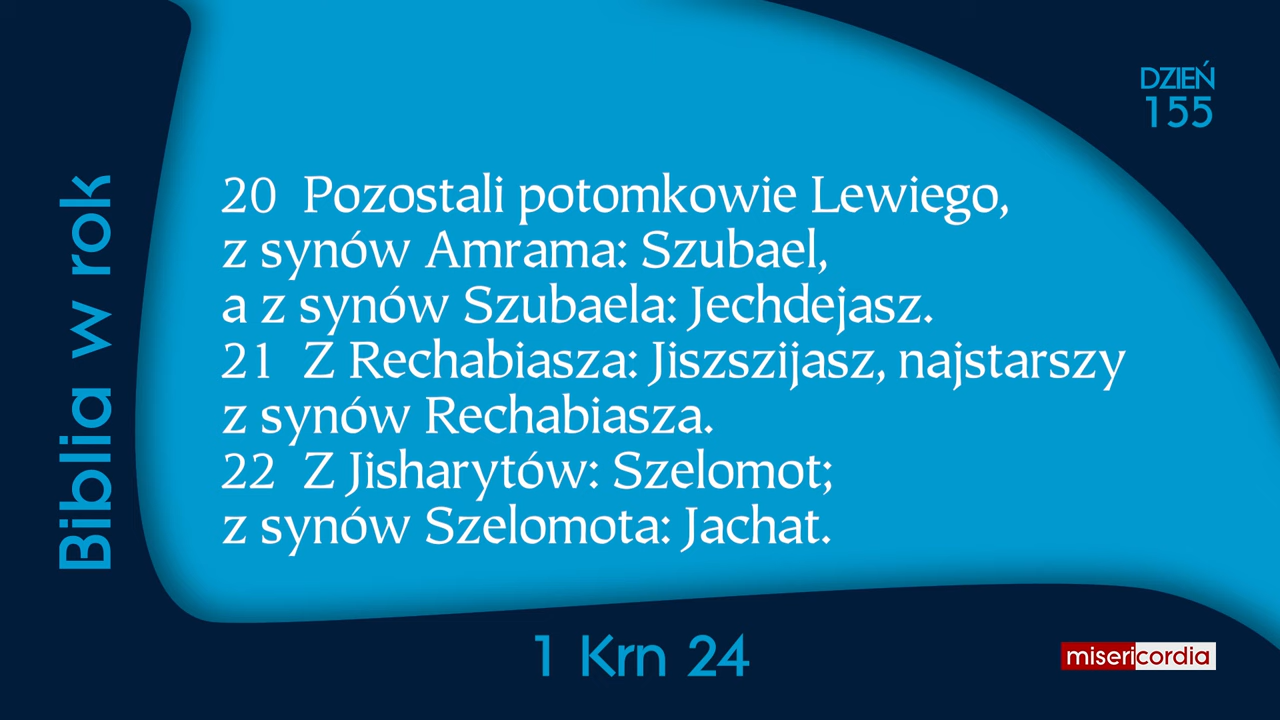 DZIEŃ
155
Biblia w rok
20 Pozostali potomkowie Lewiego,
z synów Amrama: Szubael,
a z synów Szubaela: Jechdejasz.
21 Z Rechabiasza: Jiszszijasz, najstarszy
z synów Rechabiasza.
22 Z Jisharytów: Szelomot;
z synów Szelomota: Jachat.
1 Krn 24
misericordia